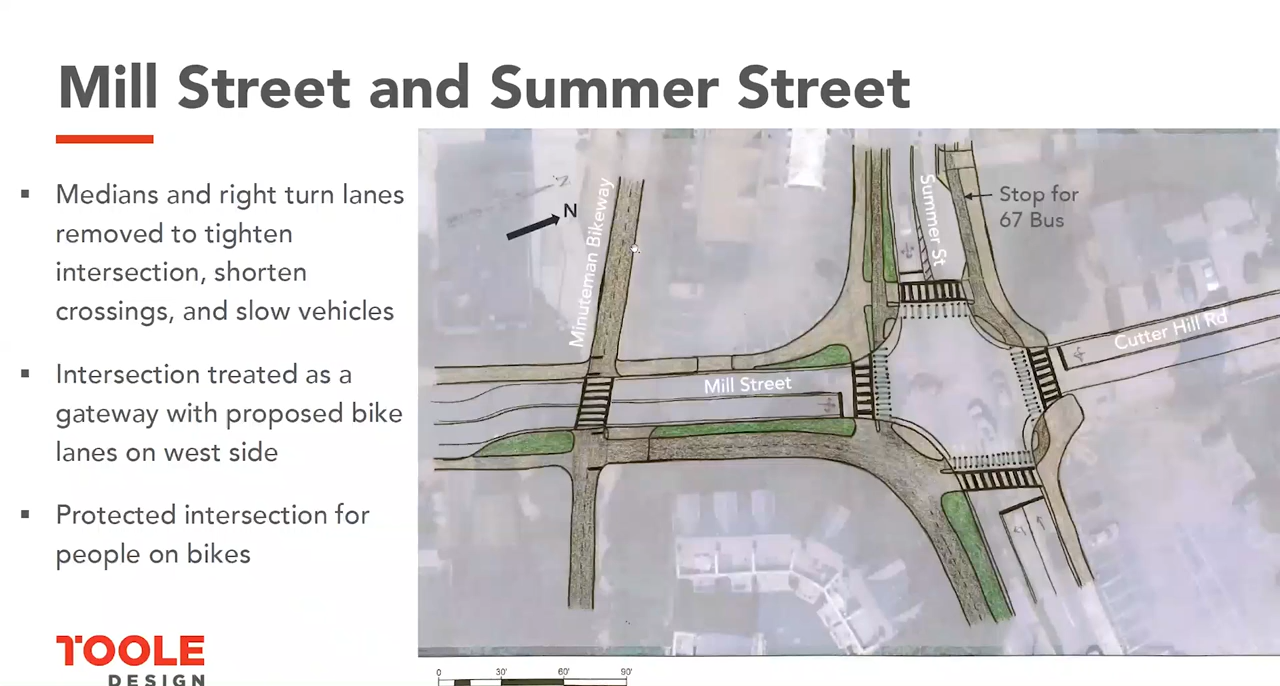 Mill Street and Summer Street
▪ Medians and right turn lanes
removed to tighten
intersection, shorten
crossings, and slow vehicles
▪ Intersection treated as a
gateway with proposed bike
lanes on west side
▪ Protected intersection for
people on bikes
TOOLE
DESIGN
N
Z
Minuteman Bikeway
Mill Street
Summer St
Stop for
67 Bus
Cutter Hill Rd
0 30' 60' 90'